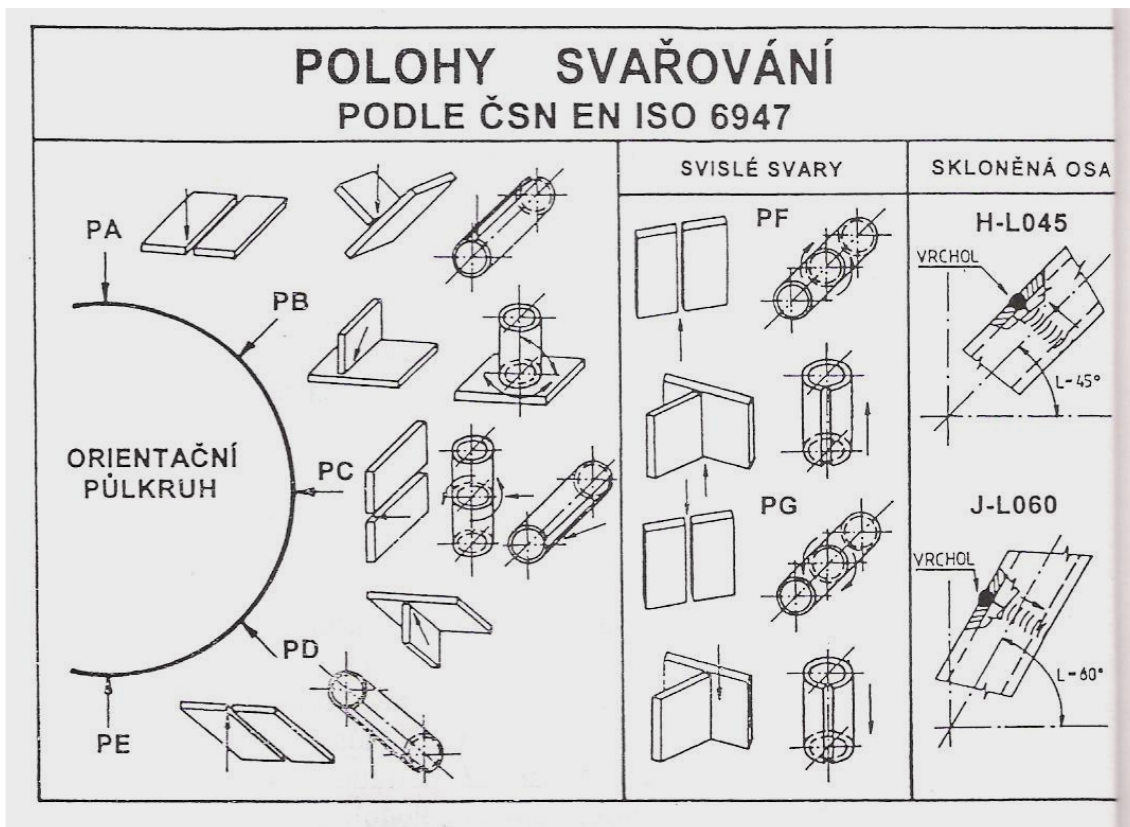 POLOHY SVAŘOVÁNÍ
PODLE ČSN EN ISO 6947
PA
PB
ORIENTAČNÍ
PŮLKRUH
PC
PD
PE
SVISLÉ SVARY
PF
PG
SKLONĚNÁ OSA
H-L045
VRCHOL
L=45°
J-L060
VRCHOL
L=60°